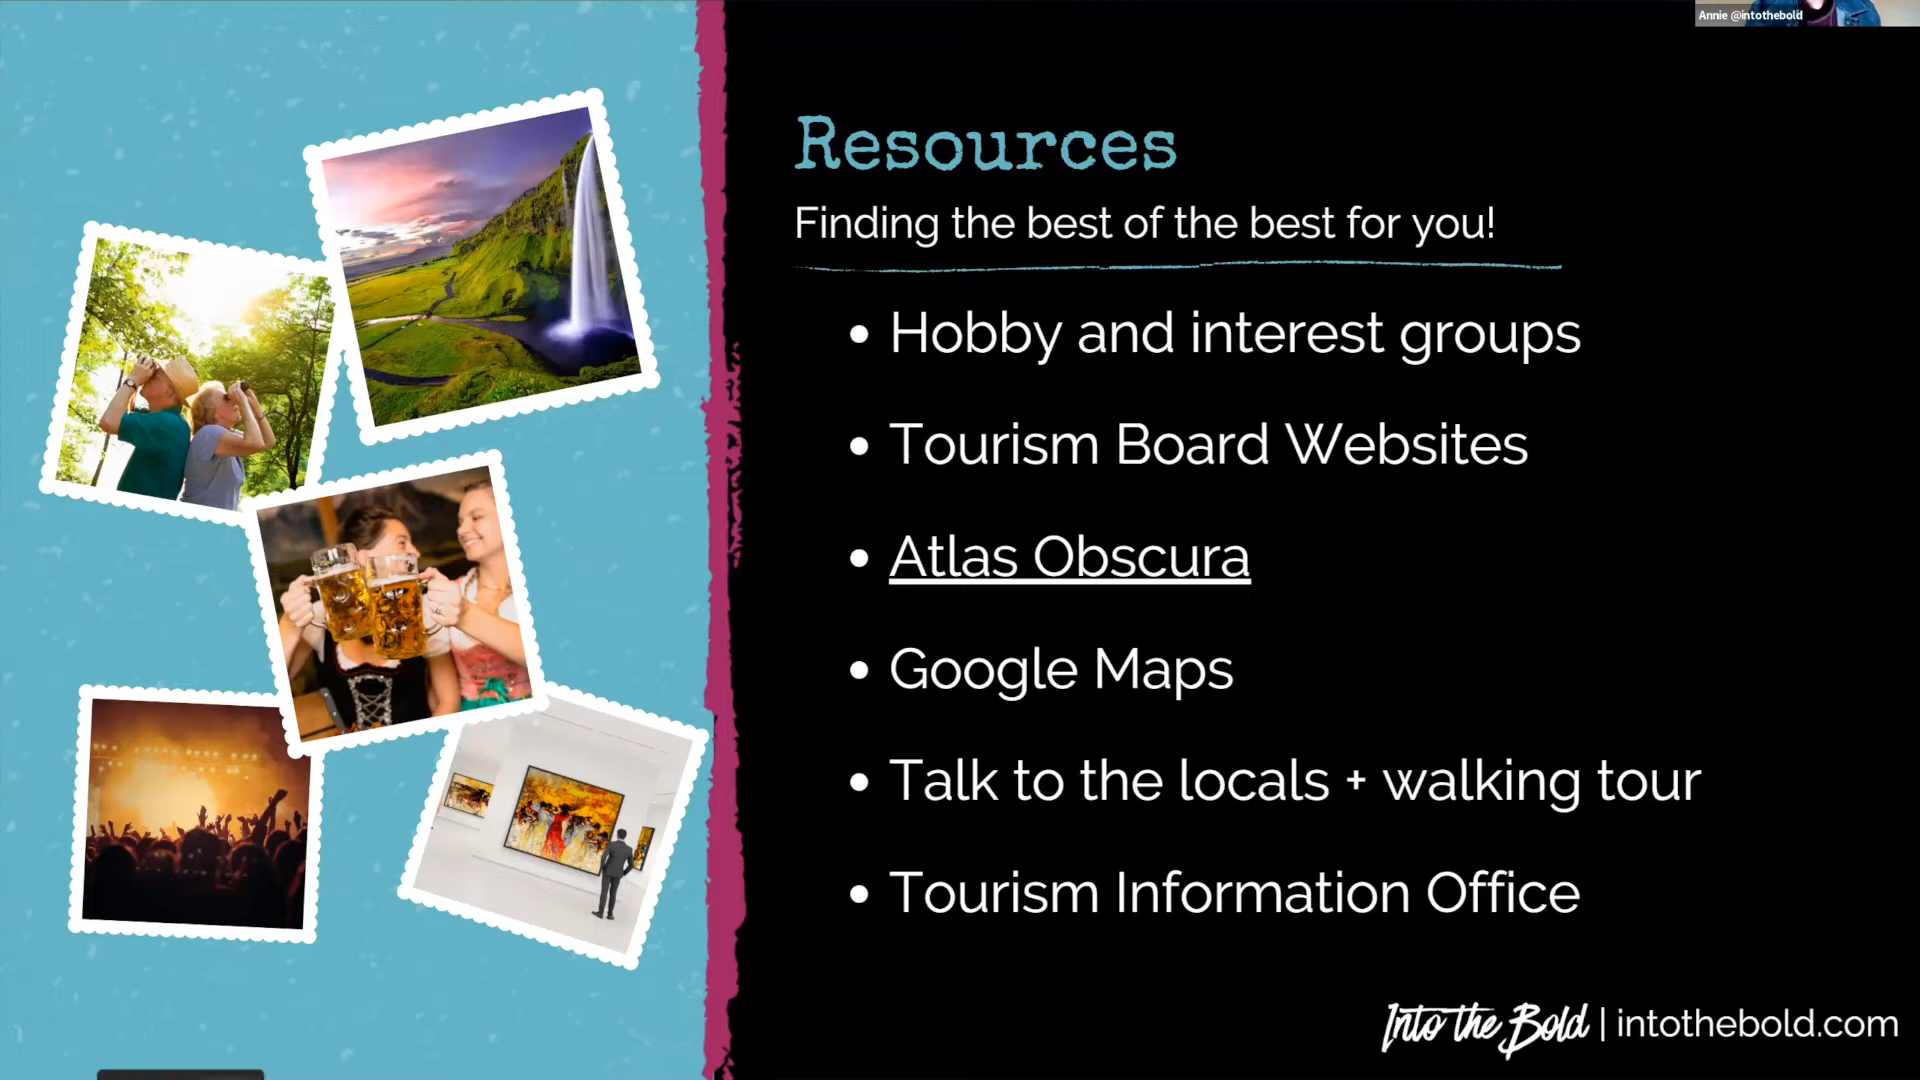 Annie @intothebold
Resources
Finding the best of the best for you!
• Hobby and interest groups
• Tourism Board Websites
• Atlas Obscura
• Google Maps
• Talk to the locals + walking tour
• Tourism Information Office
Into the Bold | intothebold.com